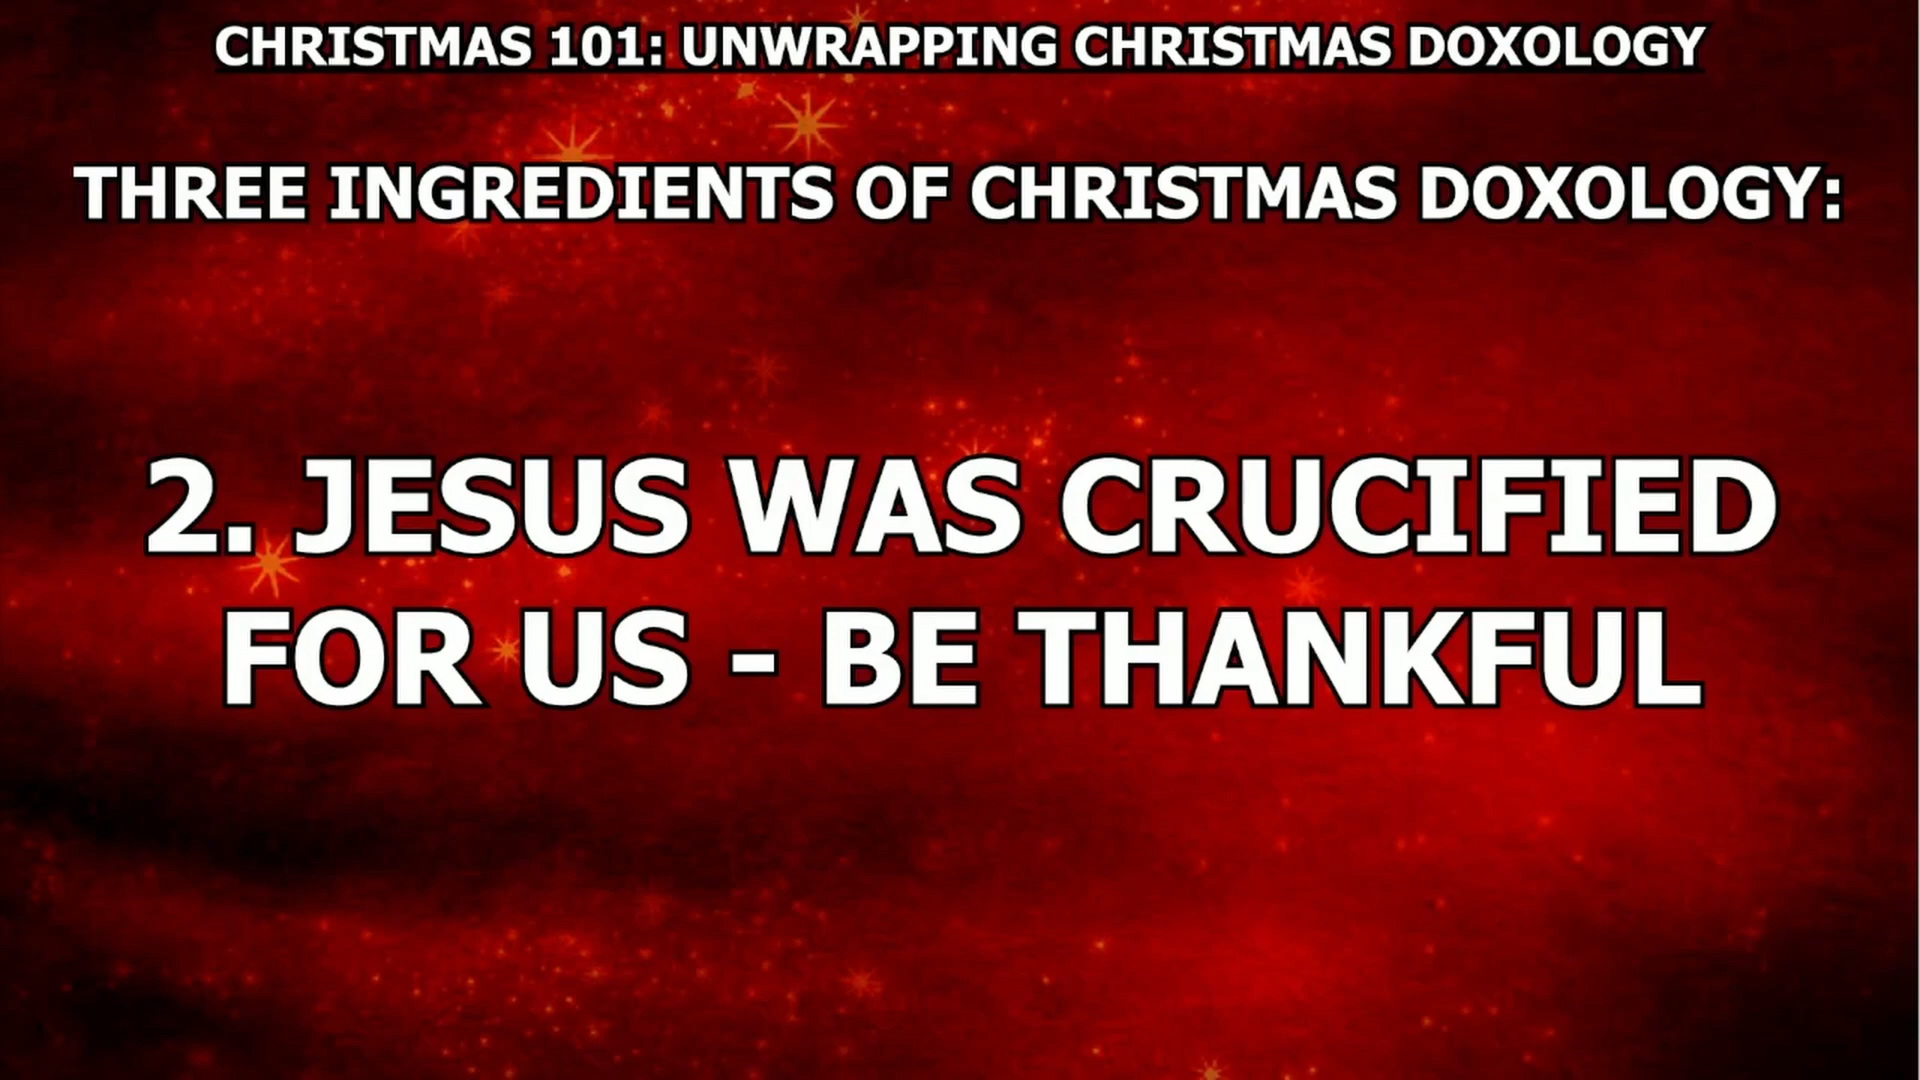 CHRISTMAS 101: UNWRAPPING CHRISTMAS DOXOLOGY
THREE INGREDIENTS OF CHRISTMAS DOXOLOGY:
2. JESUS WAS CRUCIFIED
FOR US - BE THANKFUL